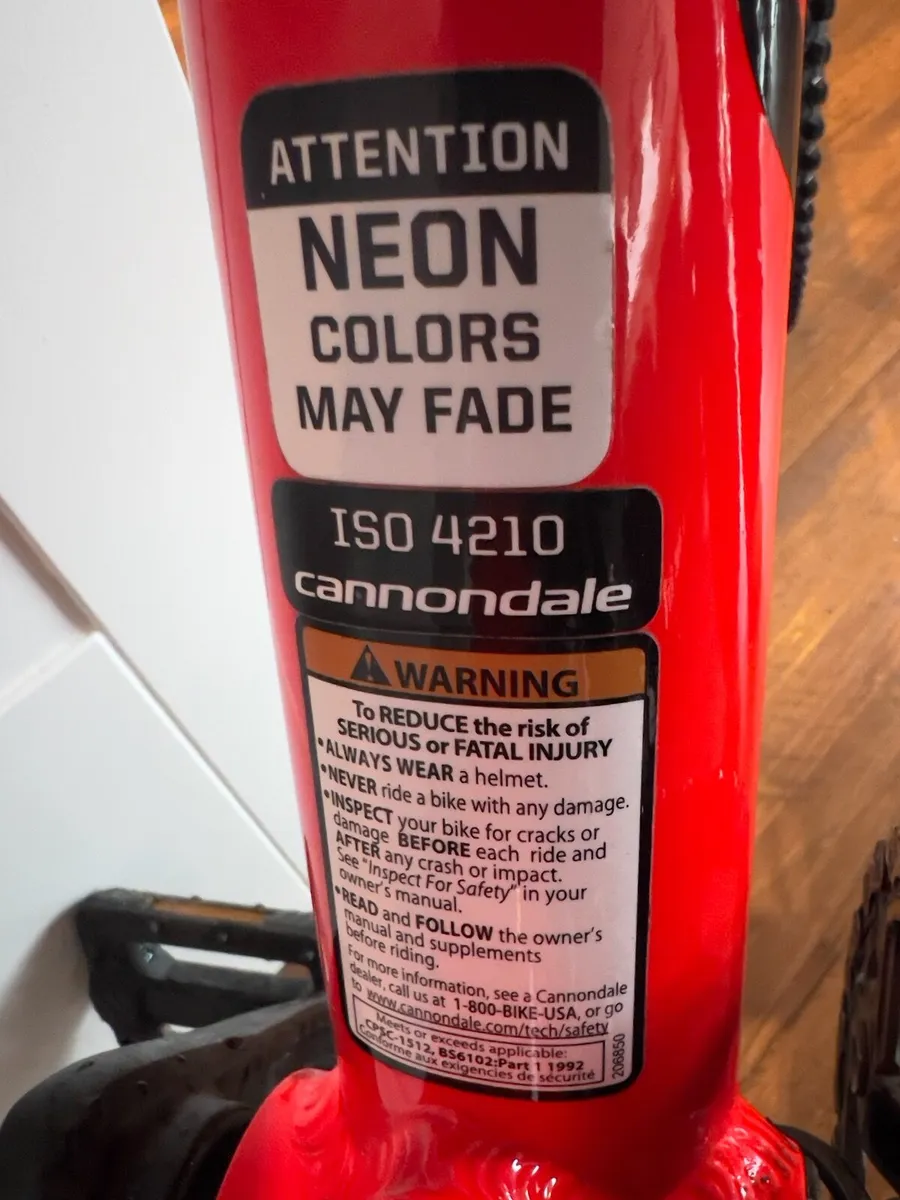 ATTENTION
NEON
COLORS
MAY FADE
ISO 4210
cannondale
WARNING
To REDUCE the risk of
SERIOUS or FATAL INJURY
•ALWAYS WEAR a helmet.
•NEVER ride a bike with any damage.
•INSPECT your bike for cracks or
damage BEFORE each ride and
AFTER any crash or impact.
See "Inspect For Safety" in your
owner's manual.
•READ and FOLLOW the owner's
manual and supplements
before riding.
For more information, see a Cannondale
dealer, call us at 1-800-BIKE-USA, or go
to www.cannondale.com/tech/safety
Meets or exceeds applicable:
CPSC-1512, BS6102:Part 1 1992
Conforme aux exigencies de sécurité
206850